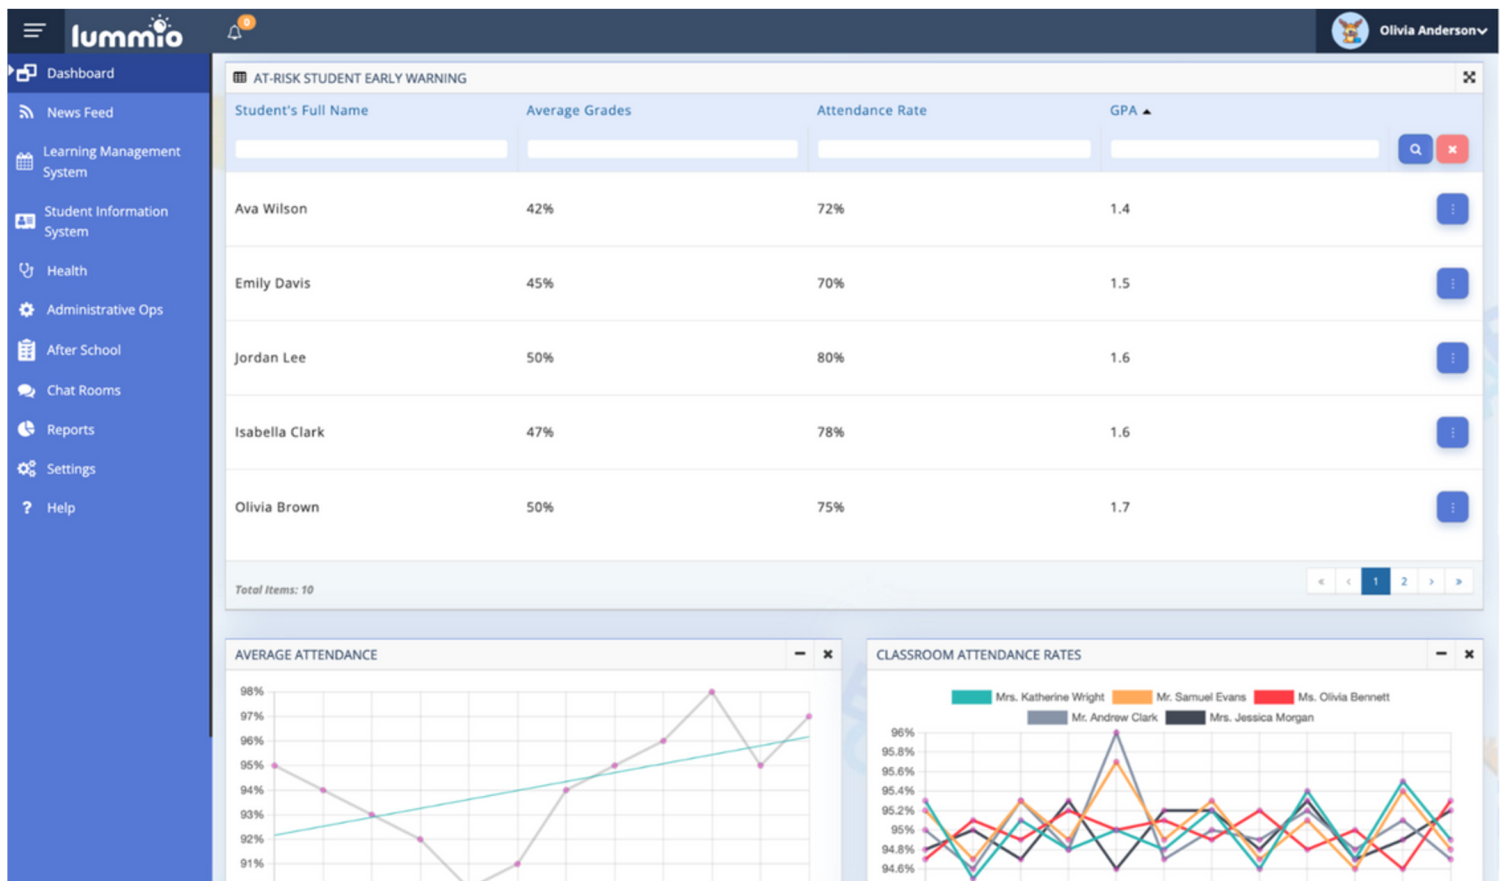 lummio
0
Olivia Anderson
Dashboard
News Feed
Learning Management
System
Student Information
System
Health
Administrative Ops
After School
Chat Rooms
Reports
Settings
? Help
AT-RISK STUDENT EARLY WARNING
Student's Full Name Average Grades Attendance Rate GPA
Ava Wilson 42% 72% 1.4
Emily Davis 45% 70% 1.5
Jordan Lee 50% 80% 1.6
Isabella Clark 47% 78% 1.6
Olivia Brown 50% 75% 1.7
Total Items: 10
« ‹ 1 2 › »
AVERAGE ATTENDANCE
98%
97%
96%
95%
94%
93%
92%
91%
CLASSROOM ATTENDANCE RATES
Mrs. Katherine Wright Mr. Samuel Evans Ms. Olivia Bennett
Mr. Andrew Clark Mrs. Jessica Morgan
96%
95.8%
95.6%
95.4%
95.2%
95%
94.8%
94.6%